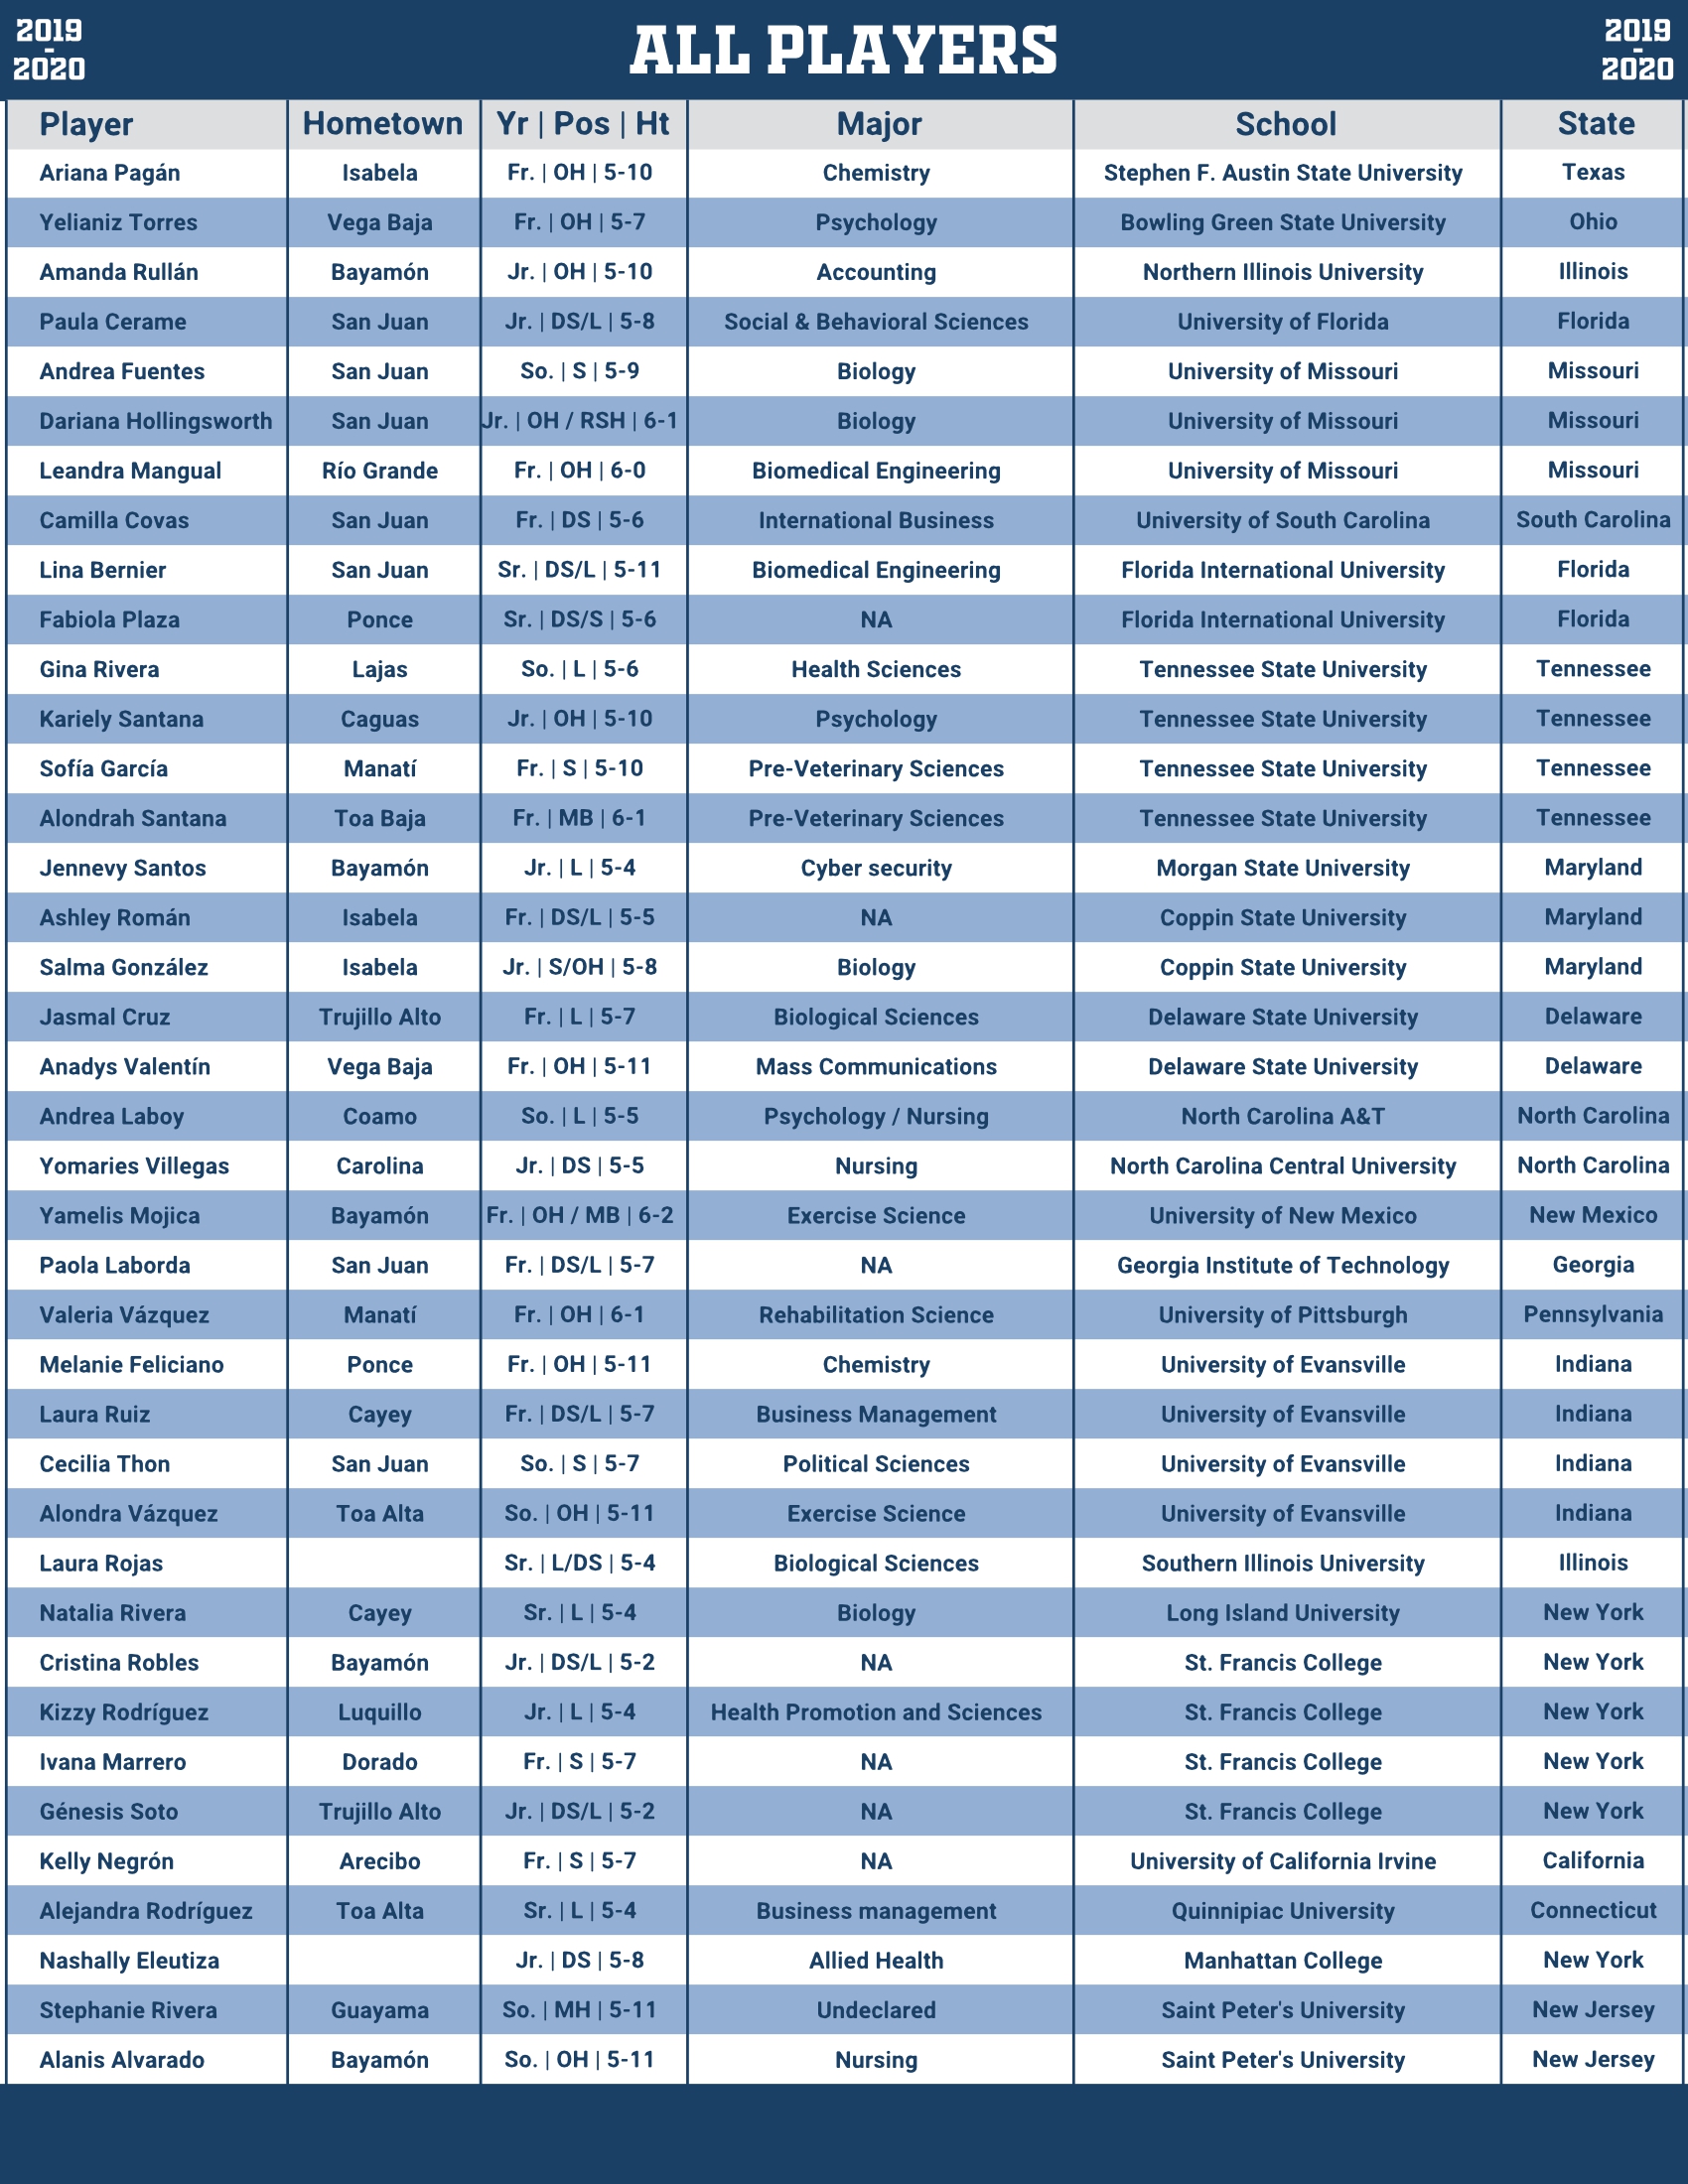 2019
-
2020
ALL PLAYERS
2019
-
2020
Player Hometown Yr | Pos | Ht Major School State
Ariana Pagán Isabela Fr. | OH | 5-10 Chemistry Stephen F. Austin State University Texas
Yelianiz Torres Vega Baja Fr. | OH | 5-7 Psychology Bowling Green State University Ohio
Amanda Rullán Bayamón Jr. | OH | 5-10 Accounting Northern Illinois University Illinois
Paula Cerame San Juan Jr. | DS/L | 5-8 Social & Behavioral Sciences University of Florida Florida
Andrea Fuentes San Juan So. | S | 5-9 Biology University of Missouri Missouri
Dariana Hollingsworth San Juan Jr. | OH / RSH | 6-1 Biology University of Missouri Missouri
Leandra Mangual Río Grande Fr. | OH | 6-0 Biomedical Engineering University of Missouri Missouri
Camilla Covas San Juan Fr. | DS | 5-6 International Business University of South Carolina South Carolina
Lina Bernier San Juan Sr. | DS/L | 5-11 Biomedical Engineering Florida International University Florida
Fabiola Plaza Ponce Sr. | DS/S | 5-6 NA Florida International University Florida
Gina Rivera Lajas So. | L | 5-6 Health Sciences Tennessee State University Tennessee
Kariely Santana Caguas Jr. | OH | 5-10 Psychology Tennessee State University Tennessee
Sofía García Manatí Fr. | S | 5-10 Pre-Veterinary Sciences Tennessee State University Tennessee
Alondrah Santana Toa Baja Fr. | MB | 6-1 Pre-Veterinary Sciences Tennessee State University Tennessee
Jennevy Santos Bayamón Jr. | L | 5-4 Cyber security Morgan State University Maryland
Ashley Román Isabela Fr. | DS/L | 5-5 NA Coppin State University Maryland
Salma González Isabela Jr. | S/OH | 5-8 Biology Coppin State University Maryland
Jasmal Cruz Trujillo Alto Fr. | L | 5-7 Biological Sciences Delaware State University Delaware
Anadys Valentín Vega Baja Fr. | OH | 5-11 Mass Communications Delaware State University Delaware
Andrea Laboy Coamo So. | L | 5-5 Psychology / Nursing North Carolina A&T North Carolina
Yomaries Villegas Carolina Jr. | DS | 5-5 Nursing North Carolina Central University North Carolina
Yamelis Mojica Bayamón Fr. | OH / MB | 6-2 Exercise Science University of New Mexico New Mexico
Paola Laborda San Juan Fr. | DS/L | 5-7 NA Georgia Institute of Technology Georgia
Valeria Vázquez Manatí Fr. | OH | 6-1 Rehabilitation Science University of Pittsburgh Pennsylvania
Melanie Feliciano Ponce Fr. | OH | 5-11 Chemistry University of Evansville Indiana
Laura Ruiz Cayey Fr. | DS/L | 5-7 Business Management University of Evansville Indiana
Cecilia Thon San Juan So. | S | 5-7 Political Sciences University of Evansville Indiana
Alondra Vázquez Toa Alta So. | OH | 5-11 Exercise Science University of Evansville Indiana
Laura Rojas Sr. | L/DS | 5-4 Biological Sciences Southern Illinois University Illinois
Natalia Rivera Cayey Sr. | L | 5-4 Biology Long Island University New York
Cristina Robles Bayamón Jr. | DS/L | 5-2 NA St. Francis College New York
Kizzy Rodríguez Luquillo Jr. | L | 5-4 Health Promotion and Sciences St. Francis College New York
Ivana Marrero Dorado Fr. | S | 5-7 NA St. Francis College New York
Génesis Soto Trujillo Alto Jr. | DS/L | 5-2 NA St. Francis College New York
Kelly Negrón Arecibo Fr. | S | 5-7 NA University of California Irvine California
Alejandra Rodríguez Toa Alta Sr. | L | 5-4 Business management Quinnipiac University Connecticut
Nashally Eleutiza Jr. | DS | 5-8 Allied Health Manhattan College New York
Stephanie Rivera Guayama So. | MH | 5-11 Undeclared Saint Peter's University New Jersey
Alanis Alvarado Bayamón So. | OH | 5-11 Nursing Saint Peter's University New Jersey